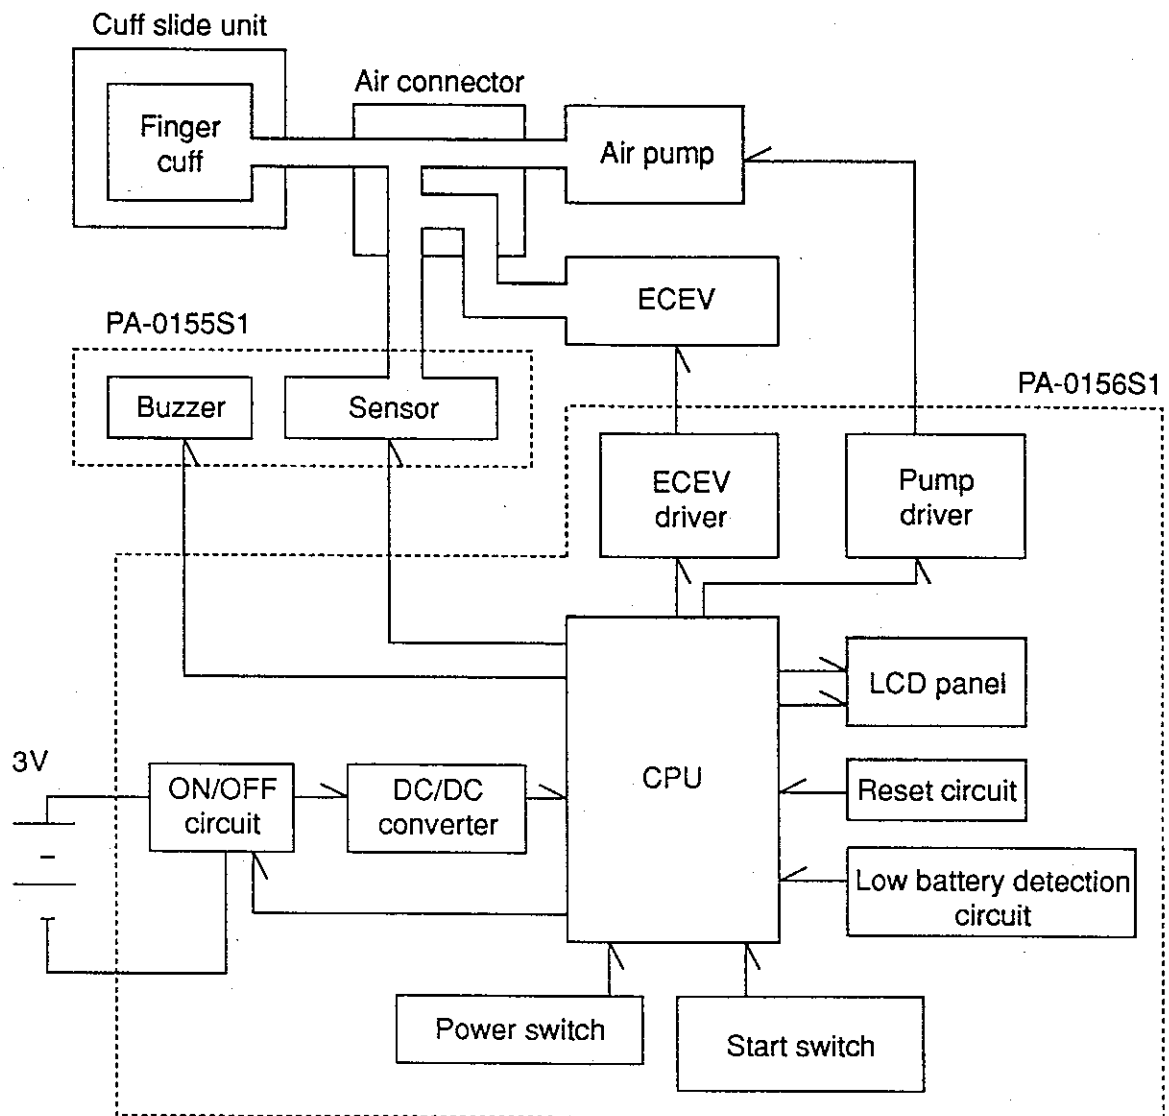 Cuff slide unit
Air connector
Finger
cuff
Air pump
ECEV
PA-0155S1
PA-0156S1
Buzzer
Sensor
ECEV
driver
Pump
driver
LCD panel
3V
ON/OFF
circuit
DC/DC
converter
CPU
Reset circuit
Low battery detection
circuit
Power switch
Start switch